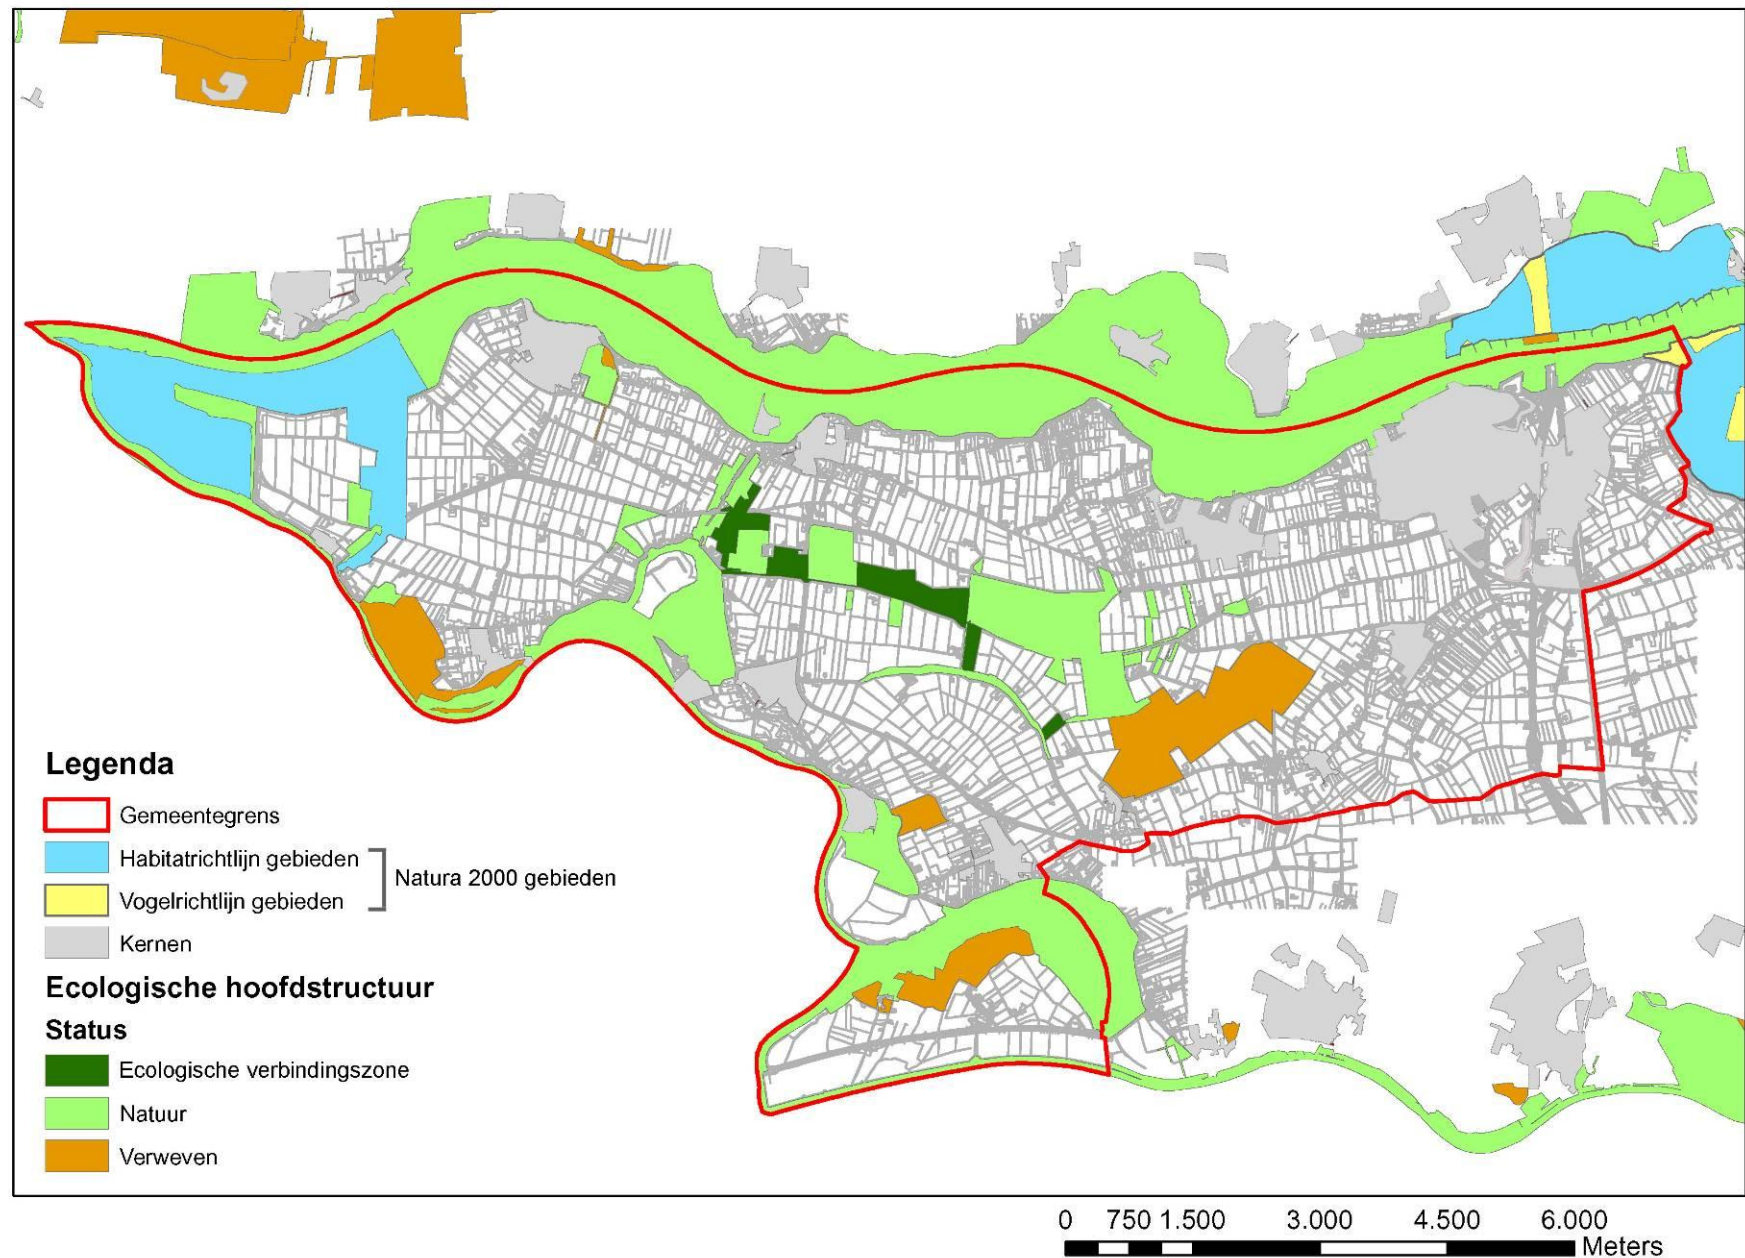 Legenda
Gemeentegrens
Habitatrichtlijn gebieden
Natura 2000 gebieden
Vogelrichtlijn gebieden
Kernen
Ecologische hoofdstructuur
Status
Ecologische verbindingszone
Natuur
Verweven
0 750 1.500 3.000 4.500 6.000
Meters